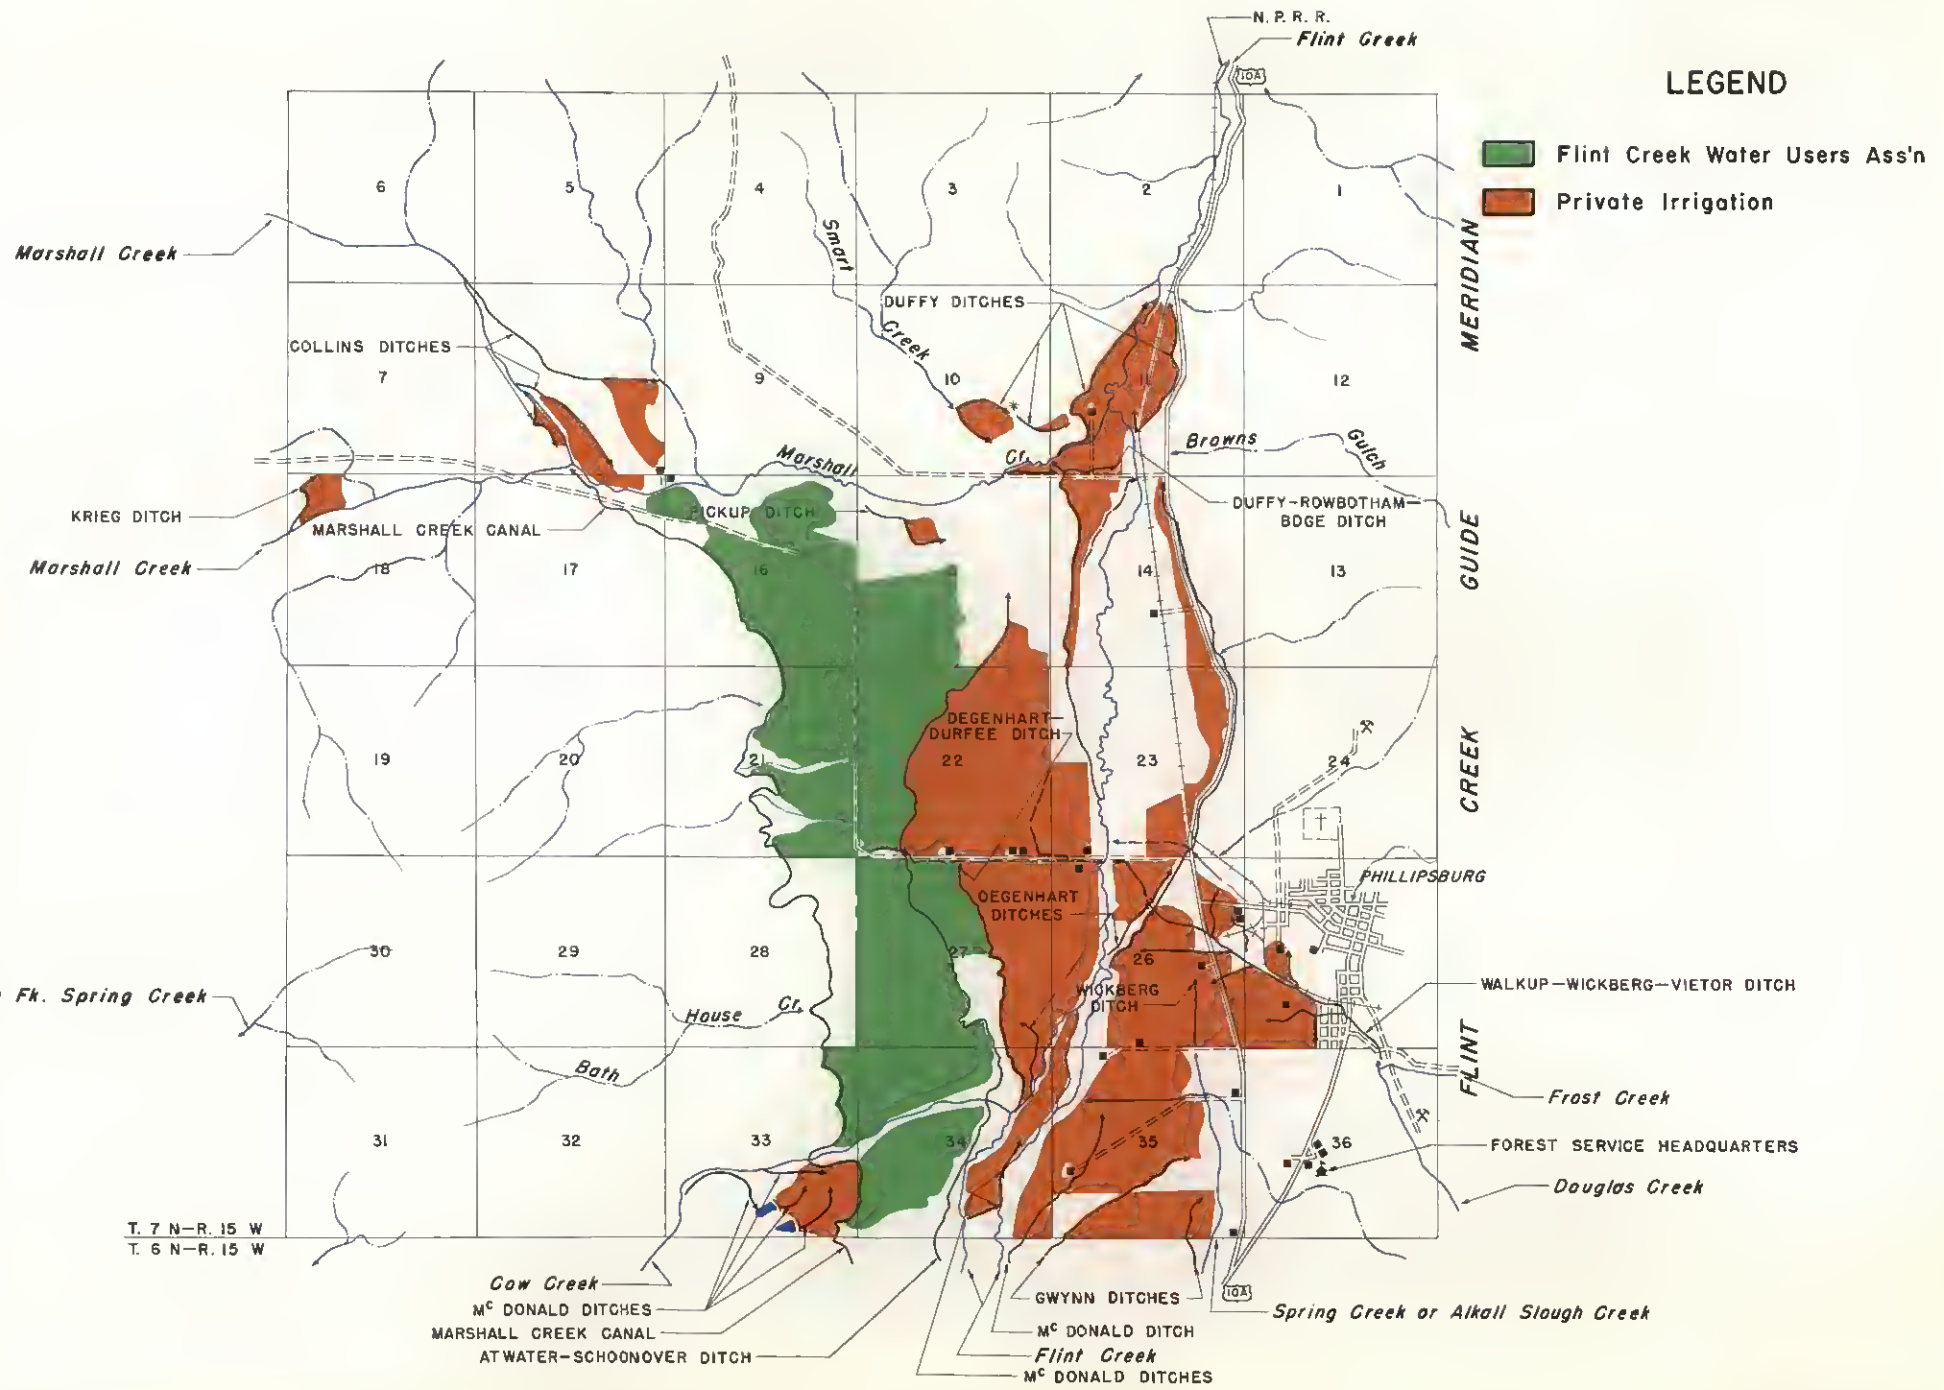 N. P. R. R.
Flint Creek
10A
LEGEND
Flint Creek Water Users Ass'n
Private Irrigation
6
5
4
3
2
1
Marshall Creek
Smart
Creek
DUFFY DITCHES
COLLINS DITCHES
7
9
10
11
12
MERIDIAN
Marshall
Cr.
Browns
Gulch
KRIEG DITCH
MARSHALL CREEK CANAL
PICKUP DITCH
DUFFY-ROWBOTHAM-
BOGE DITCH
GUIDE
Marshall Creek
18
17
16
14
13
DEGENHART-
DURFEE DITCH
19
20
21
22
23
24
CREEK
PHILLIPSBURG
DEGENHART
DITCHES
30
29
28
27
26
Fk. Spring Creek
House
Cr.
WICKBERG
DITCH
WALKUP-WICKBERG-VIETOR DITCH
Bath
FLINT
Frost Creek
31
32
33
34
35
36
FOREST SERVICE HEADQUARTERS
Douglas Creek
T. 7 N-R. 15 W
T. 6 N-R. 15 W
Cow Creek
Mc DONALD DITCHES
MARSHALL CREEK CANAL
ATWATER-SCHOONOVER DITCH
GWYNN DITCHES
10A
Spring Creek or Alkali Slough Creek
Mc DONALD DITCH
Flint Creek
Mc DONALD DITCHES